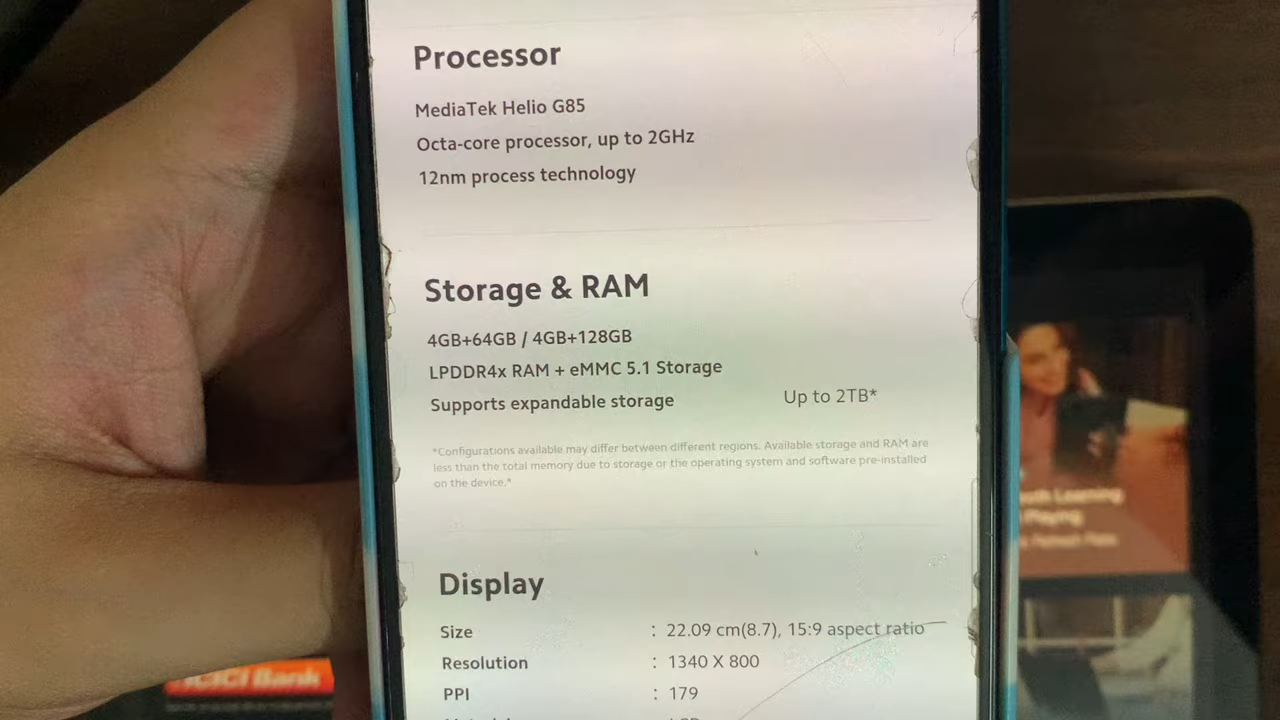 Processor
MediaTek Helio G85
Octa-core processor, up to 2GHz
12nm process technology
Storage & RAM
4GB+64GB / 4GB+128GB
LPDDR4x RAM + eMMC 5.1 Storage
Supports expandable storage Up to 2TB*
*Configurations available may differ between different regions. Available storage and RAM are
less than the total memory due to storage or the operating system and software pre-installed
on the device.*
Display
Size : 22.09 cm(8.7), 15:9 aspect ratio
Resolution : 1340 X 800
PPI : 179
ICICI Bank
Learning
Playing